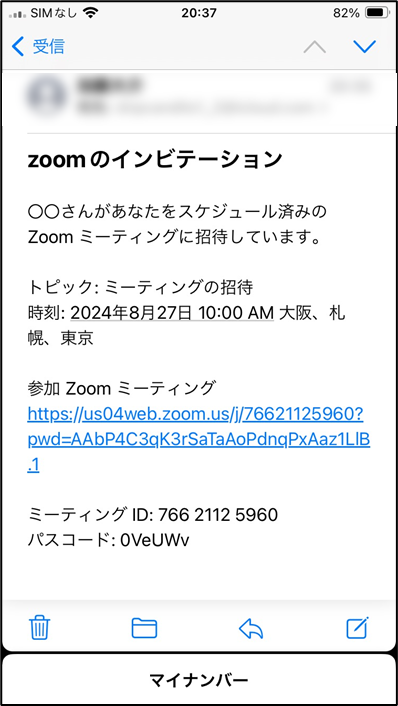 SIMなし 20:37 82%
受信
zoomのインビテーション
〇〇さんがあなたをスケジュール済みの
Zoom ミーティングに招待しています。
トピック: ミーティングの招待
時刻: 2024年8月27日 10:00 AM 大阪、札
幌、東京
参加 Zoom ミーティング
https://us04web.zoom.us/j/76621125960?
pwd=AAbP4C3qK3rSaTaAoPdnqPxAaz1LlB
.1
ミーティング ID: 766 2112 5960
パスコード: 0VeUWv
マイナンバー